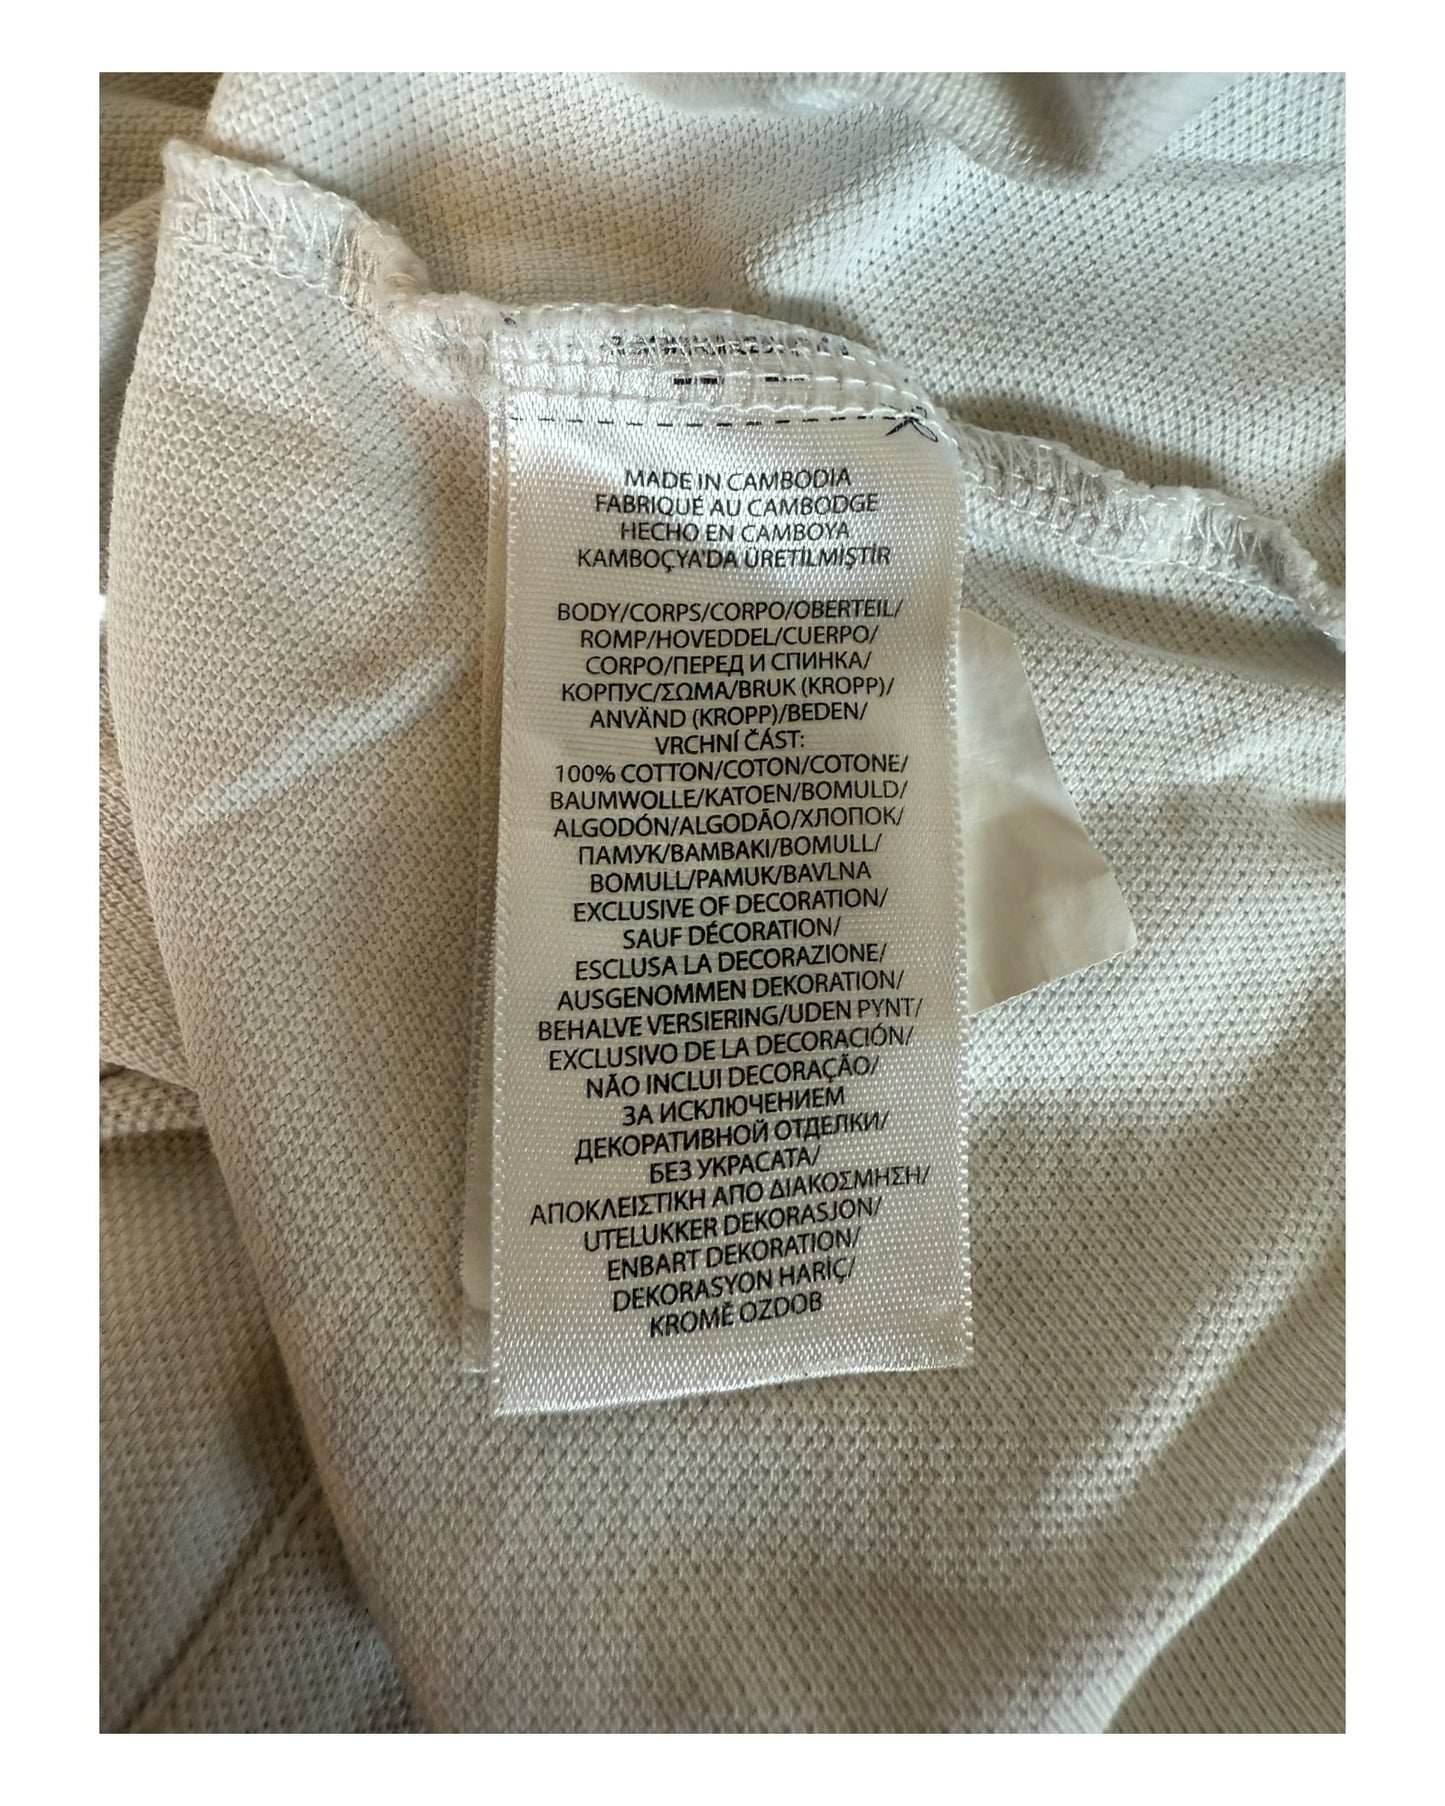 MADE IN CAMBODIA
FABRIQUÉ AU CAMBODGE
HECHO EN CAMBOYA
KAMBOÇYA'DA ÜRETILMIŞTIR
BODY/CORPS/CORPO/OBERTEIL/
ROMP/HOVEDDEL/CUERPO/
CORPO/ПЕРЕД И СПИНКА/
КОРПУС/ΣΩΜΑ/BRUK (KROPP)/
ANVÄND (KROPP)/BEDEN/
VRCHNÍ ČÁST:
100% COTTON/COTON/COTONE/
BAUMWOLLE/KATOEN/BOMULD/
ALGODÓN/ALGODÃO/ХЛОПОК/
ПАМУК/ΒΑΜΒΑΚΙ/BOMULL/
BOMULL/PAMUK/BAVLNA
EXCLUSIVE OF DECORATION/
SAUF DÉCORATION/
ESCLUSA LA DECORAZIONE/
AUSGENOMMEN DEKORATION/
BEHALVE VERSIERING/UDEN PYNT/
EXCLUSIVO DE LA DECORACIÓN/
NÃO INCLUI DECORAÇÃO/
ЗА ИСКЛЮЧЕНИЕМ
ДЕКОРАТИВНОЙ ОТДЕЛКИ/
БЕЗ УКРАСАТА/
ΑΠΟΚΛΕΙΣΤΙΚΗ ΑΠΟ ΔΙΑΚΟΣΜΗΣΗ/
UTELUKKER DEKORASJON/
ENBART DEKORATION/
DEKORASYON HARİÇ/
KROMĚ OZDOB